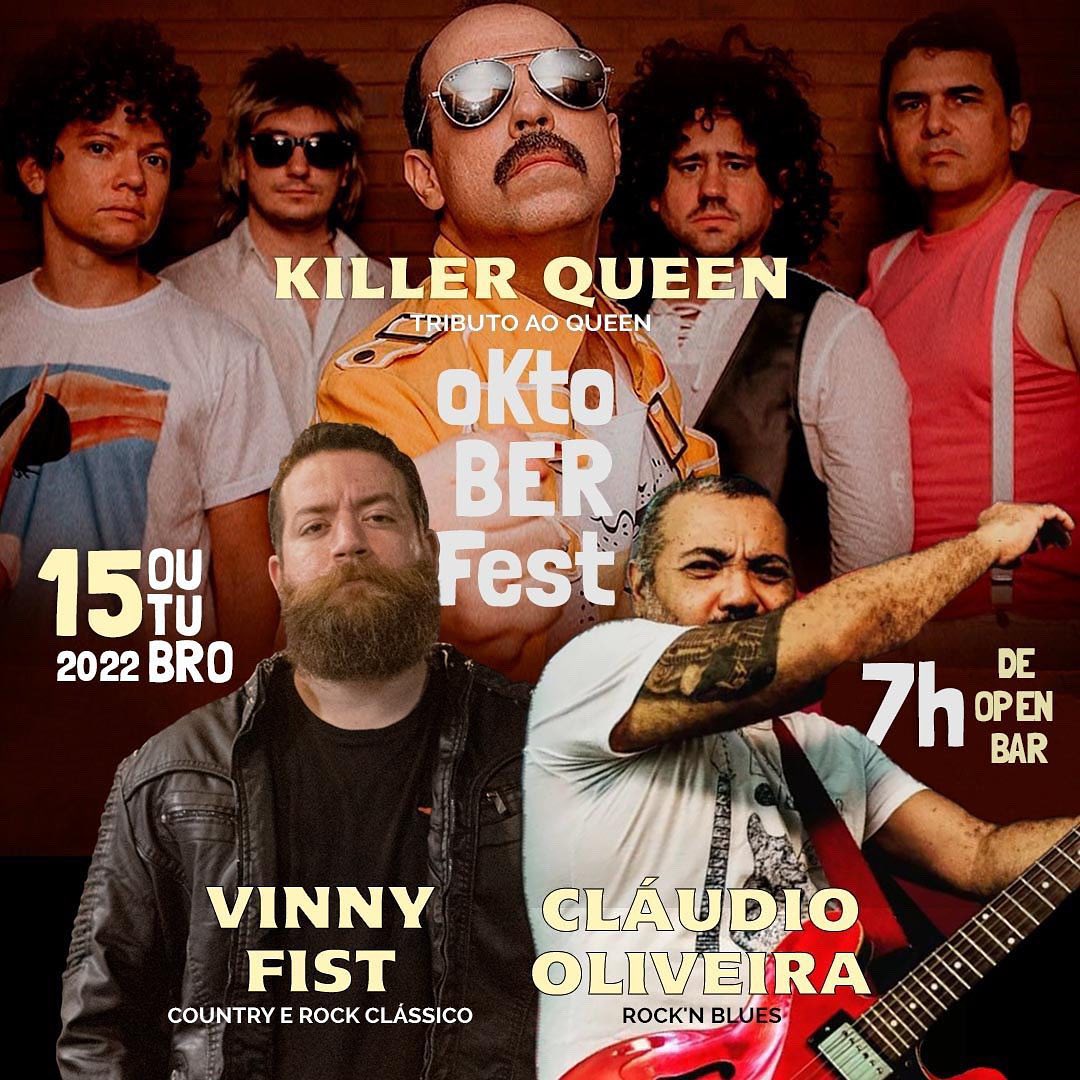 KILLER QUEEN
TRIBUTO AO QUEEN
oKto
BER
Fest
15 OU
TU
2022 BRO
7h DE
OPEN
BAR
VINNY
FIST
COUNTRY E ROCK CLÁSSICO
CLÁUDIO
OLIVEIRA
ROCK'N BLUES